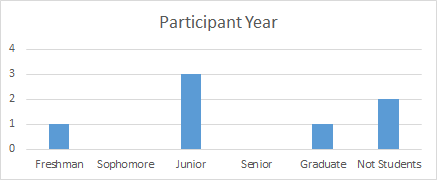 Participant Year
4
3
2
1
0
Freshman Sophomore Junior Senior Graduate Not Students